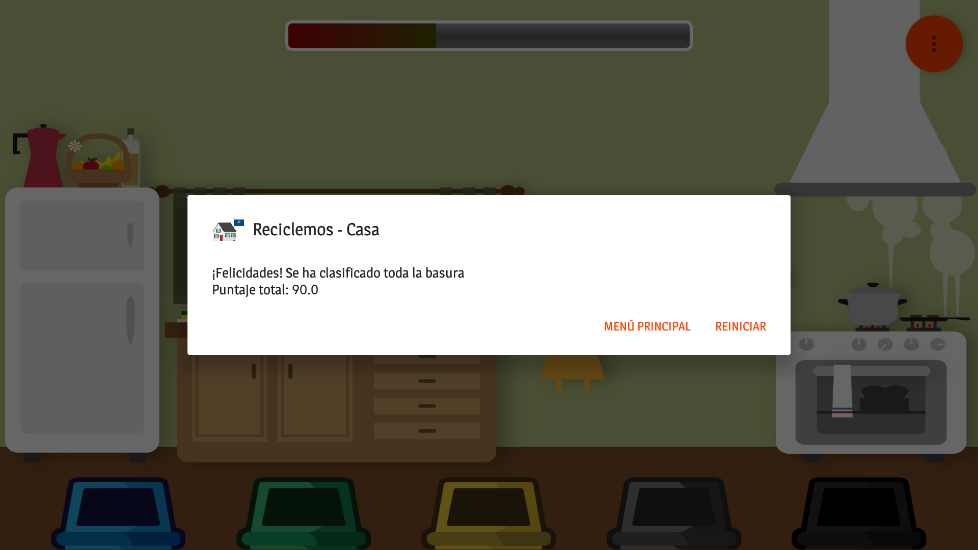 Reciclemos - Casa
¡Felicidades! Se ha clasificado toda la basura
Puntaje total: 90.0
MENÚ PRINCIPAL REINICIAR